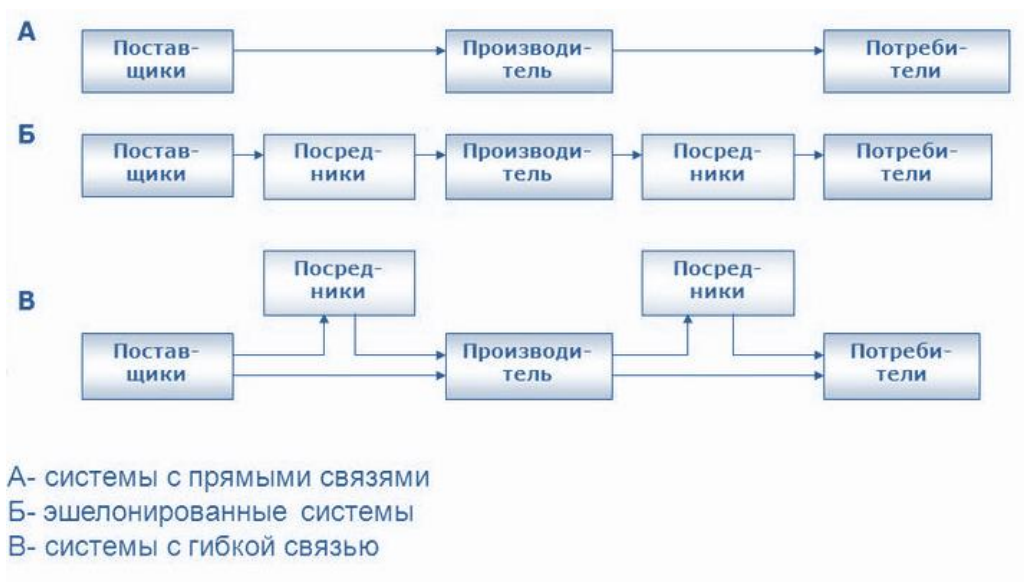 А
Постав-
щики
Производи-
тель
Потреби-
тели
Б
Постав-
щики
Посред-
ники
Производи-
тель
Посред-
ники
Потреби-
тели
В
Посред-
ники
Посред-
ники
Постав-
щики
Производи-
тель
Потреби-
тели
А- системы с прямыми связями
Б- эшелонированные системы
В- системы с гибкой связью